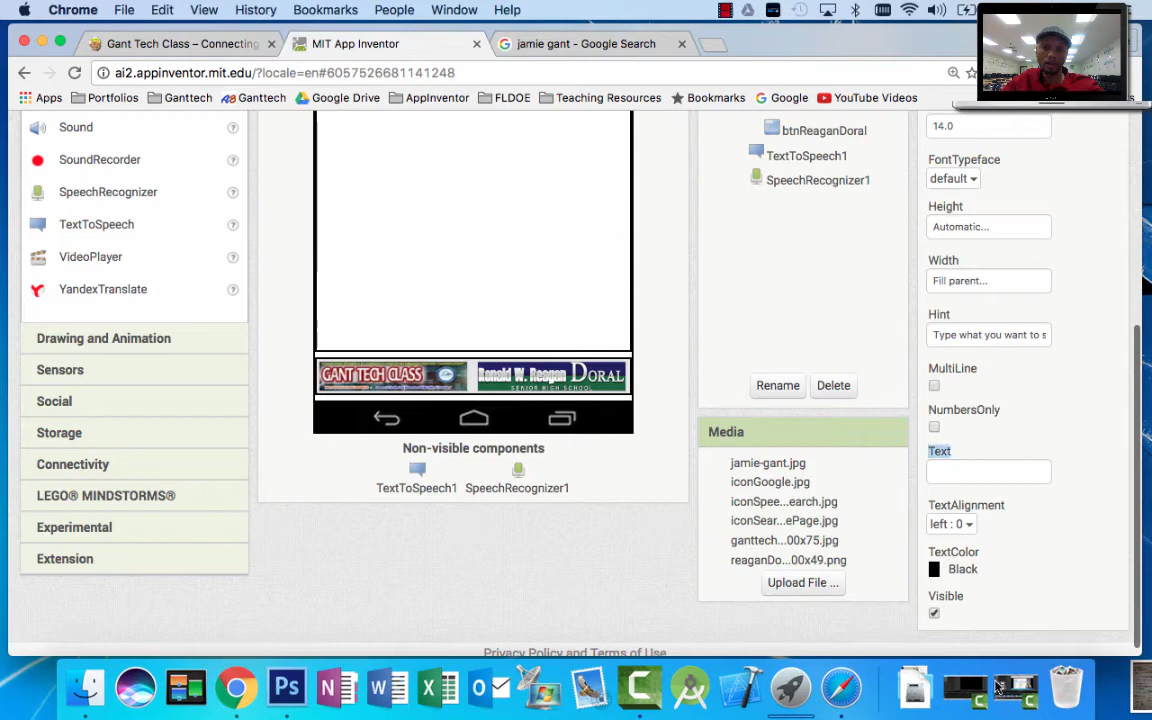 Chrome File Edit View History Bookmarks People Window Help
Gant Tech Class – Connecting
MIT App Inventor
jamie gant - Google Search
ai2.appinventor.mit.edu/?locale=en#6057526681141248
Apps Portfolios Ganttech Ganttech Google Drive AppInventor FLDOE Teaching Resources Bookmarks Google YouTube Videos
Sound
SoundRecorder
SpeechRecognizer
TextToSpeech
VideoPlayer
YandexTranslate
Drawing and Animation
Sensors
Social
Storage
Connectivity
LEGO® MINDSTORMS®
Experimental
Extension
GANT TECH CLASS
Ronald W. Reagan DORAL
SENIOR HIGH SCHOOL
Non-visible components
TextToSpeech1 SpeechRecognizer1
btnReaganDoral
TextToSpeech1
SpeechRecognizer1
Rename Delete
Media
jamie-gant.jpg
iconGoogle.jpg
iconSpee...earch.jpg
iconSear...ePage.jpg
ganttech...00x75.jpg
reaganDo...00x49.png
Upload File ...
14.0
FontTypeface
default
Height
Automatic...
Width
Fill parent...
Hint
Type what you want to s
MultiLine
NumbersOnly
Text
TextAlignment
left : 0
TextColor
Black
Visible
Privacy Policy and Terms of Use